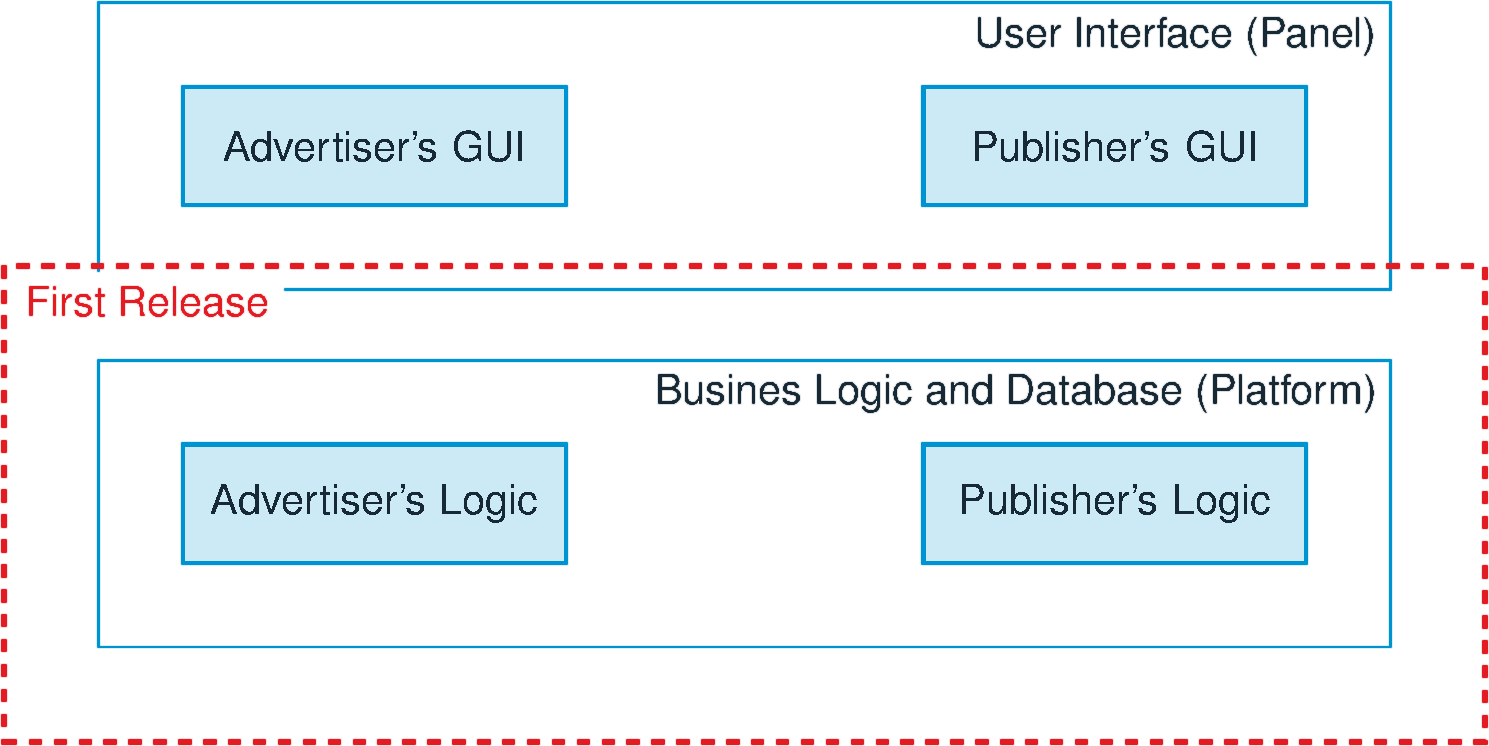 User Interface (Panel)
Advertiser’s GUI
Publisher’s GUI
First Release
Busines Logic and Database (Platform)
Advertiser’s Logic
Publisher’s Logic